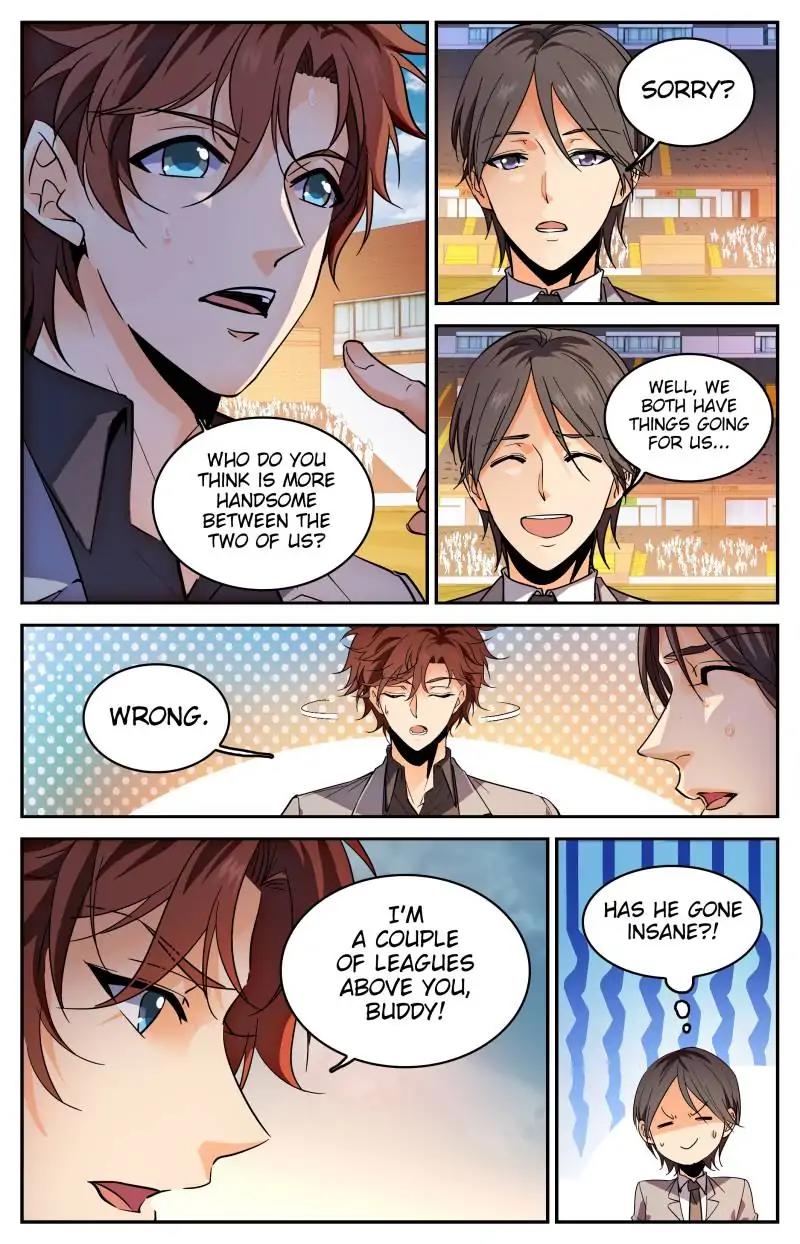 WHO DO YOU
THINK IS MORE
HANDSOME
BETWEEN THE
TWO OF US?
SORRY?
WELL, WE
BOTH HAVE
THINGS GOING
FOR US...
WRONG.
I'M
A COUPLE
OF LEAGUES
ABOVE YOU,
BUDDY!
HAS HE GONE
INSANE?!